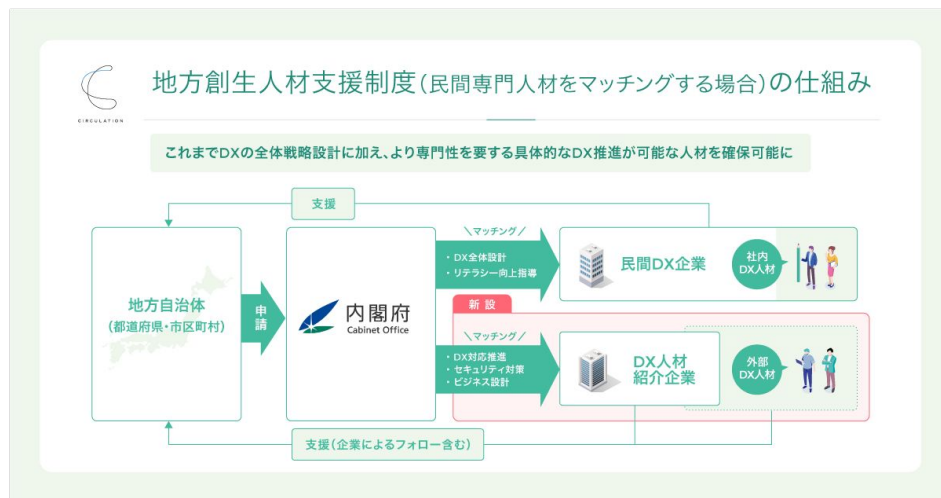 地方創生人材支援制度(民間専門人材をマッチングする場合)の仕組み
CIRCULATION
これまでDXの全体戦略設計に加え、より専門性を要する具体的なDX推進が可能な人材を確保可能に
支援
地方自治体
(都道府県・市区町村)
申請
内閣府
Cabinet Office
\マッチング/
・DX全体設計
・リテラシー向上指導
民間DX企業
社内
DX人材
新設
\マッチング/
・DX対応推進
・セキュリティ対策
・ビジネス設計
DX人材
紹介企業
外部
DX人材
支援(企業によるフォロー含む)